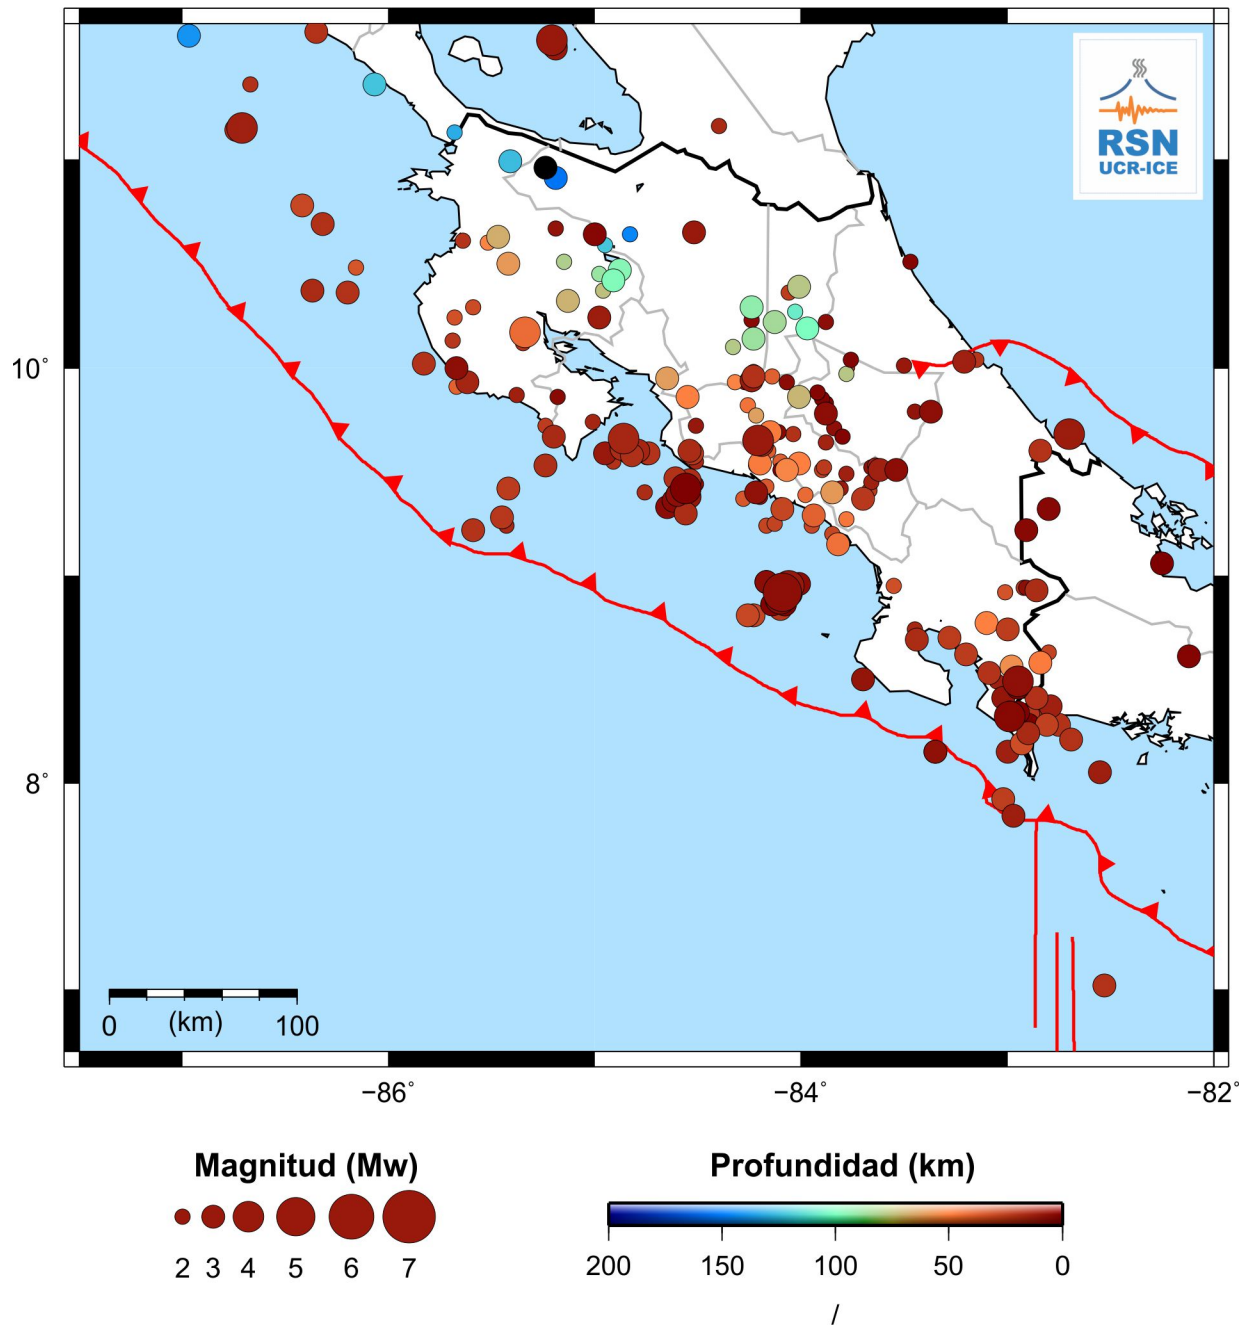 RSN
UCR-ICE
10°
8°
0 (km) 100
−86° −84° −82°
Magnitud (Mw)
2 3 4 5 6 7
Profundidad (km)
200 150 100 50 0
/